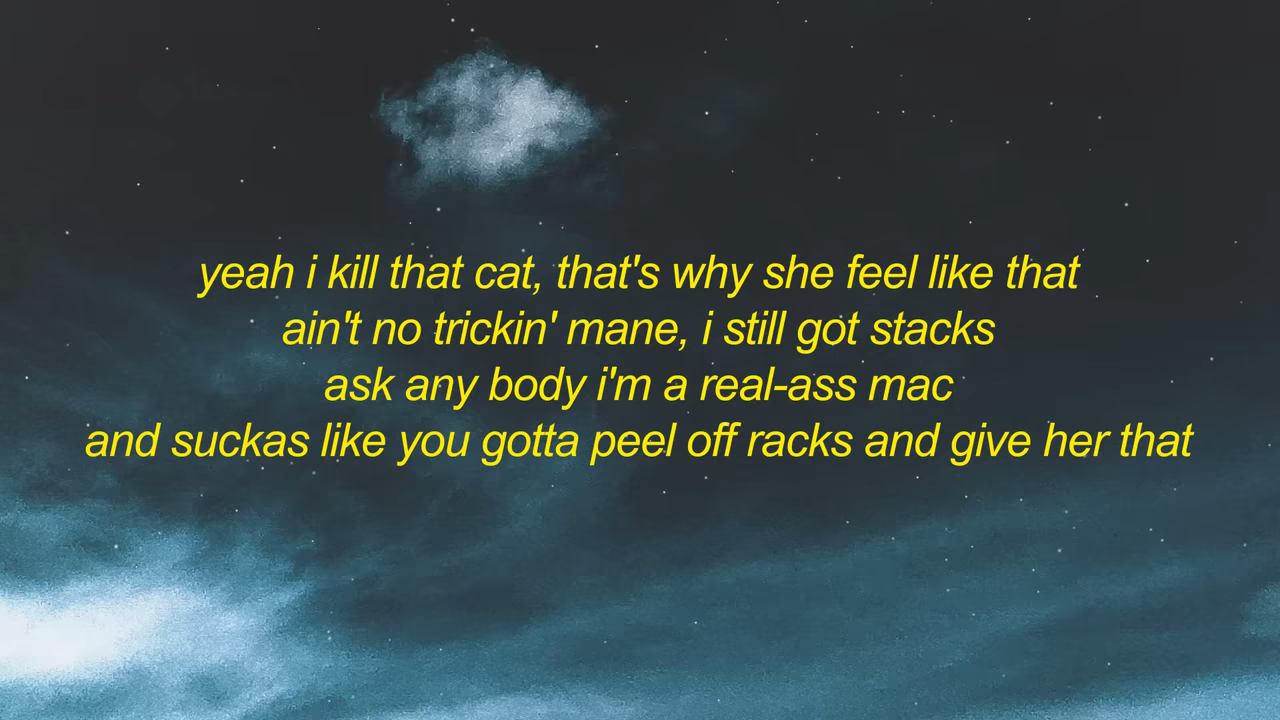 yeah i kill that cat, that's why she feel like that
ain't no trickin' mane, i still got stacks
ask any body i'm a real-ass mac
and suckas like you gotta peel off racks and give her that